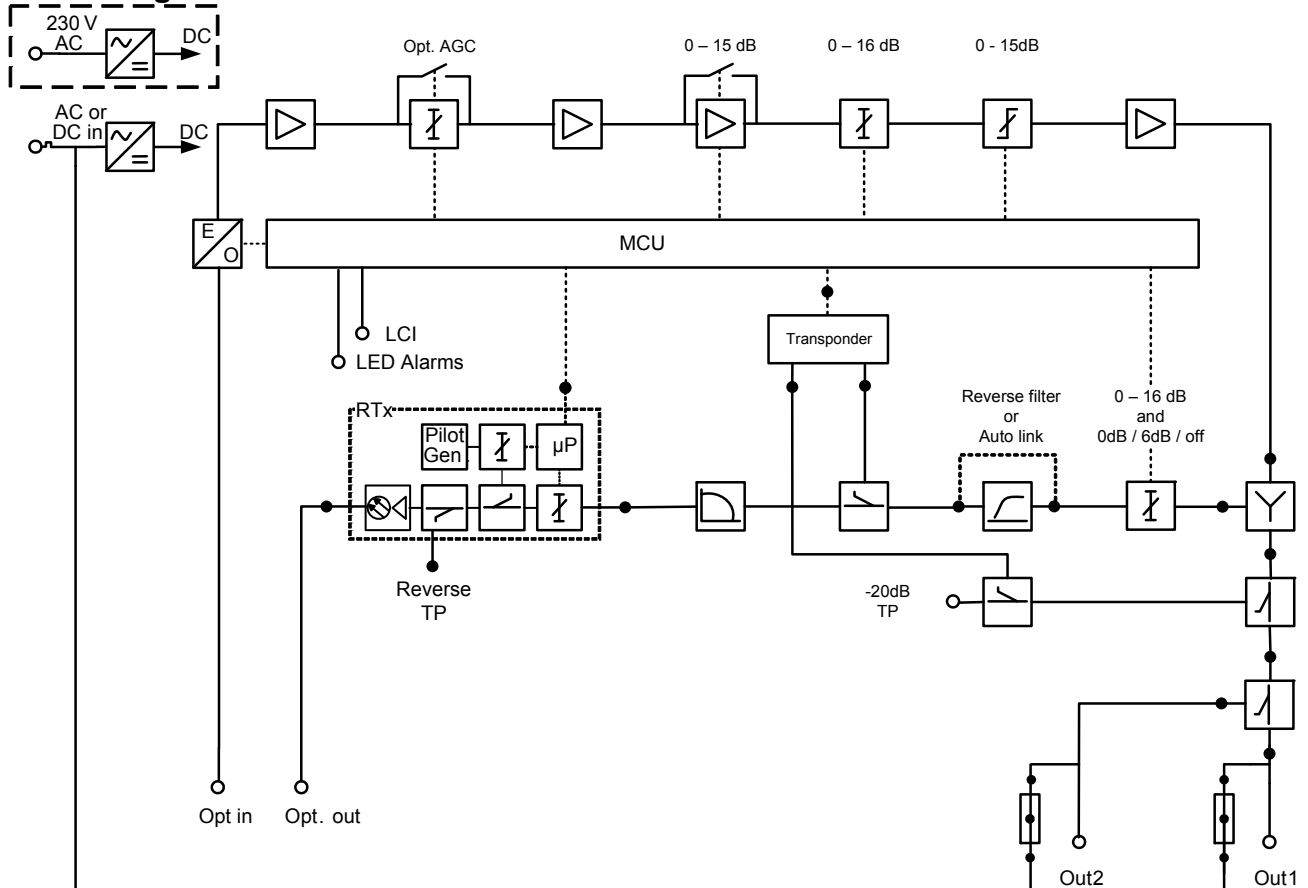 230 V
AC
DC
AC or
DC in
DC
Opt. AGC
0 – 15 dB
0 – 16 dB
0 - 15dB
E
O
MCU
LCI
LED Alarms
Transponder
RTx
Pilot
Gen
µP
Reverse filter
or
Auto link
0 – 16 dB
and
0dB / 6dB / off
Reverse
TP
-20dB
TP
Opt in
Opt. out
Out2
Out1